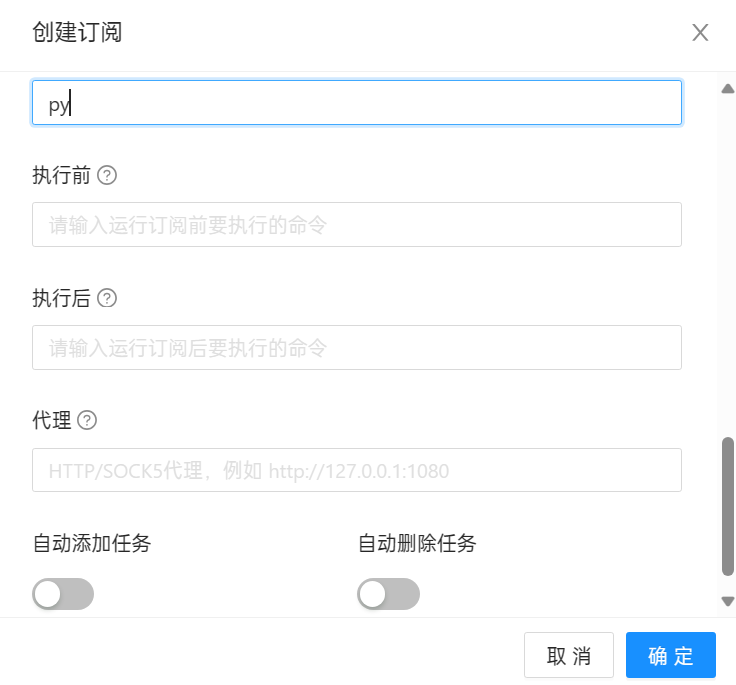 创建订阅
py
执行前
请输入运行订阅前要执行的命令
执行后
请输入运行订阅后要执行的命令
代理
HTTP/SOCK5代理，例如 http://127.0.0.1:1080
自动添加任务 自动删除任务
取 消 确 定